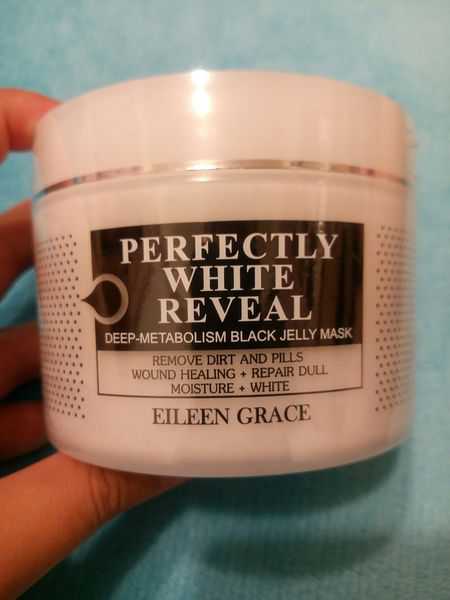 PERFECTLY
WHITE
REVEAL
DEEP-METABOLISM BLACK JELLY MASK
REMOVE DIRT AND PILLS
WOUND HEALING + REPAIR DULL
MOISTURE + WHITE
EILEEN GRACE